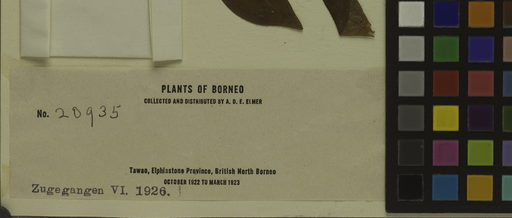 PLANTS OF BORNEO
COLLECTED AND DISTRIBUTED BY A. D. E. ELMER
No. 20935
Tawao, Elphinstone Province, British North Borneo
OCTOBER 1922 TO MARCH 1923
Zugegangen VI. 1926.